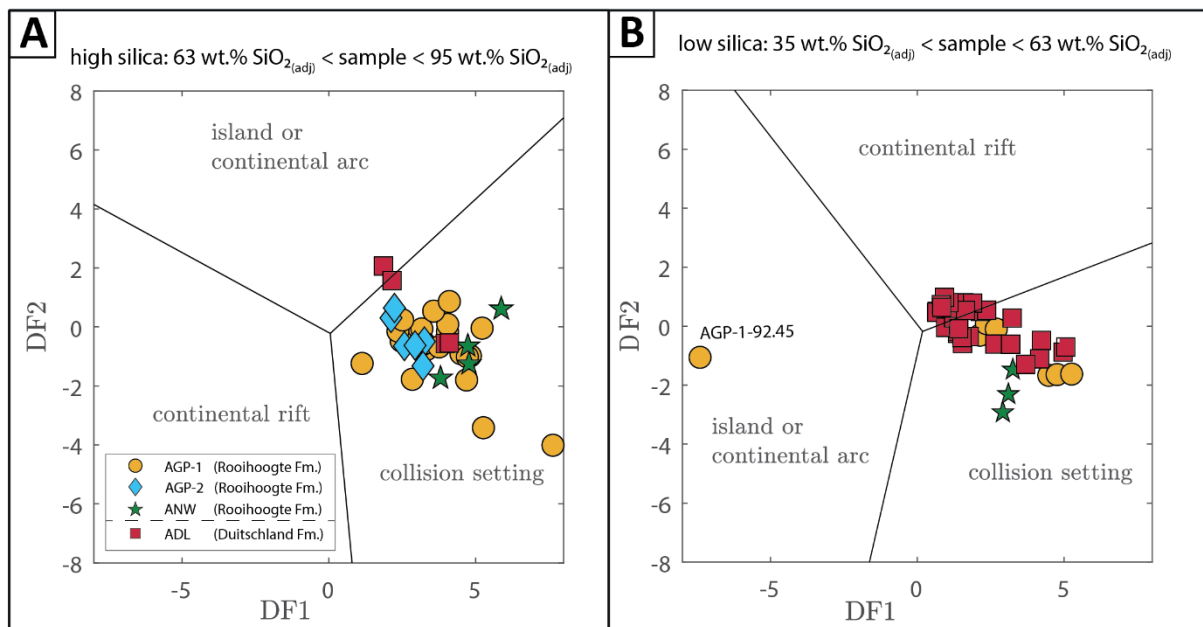 A
high silica: 63 wt.% SiO2(adj) < sample < 95 wt.% SiO2(adj)
8
6
4
2
0
-2
-4
-6
-8
DF2
island or
continental arc
continental rift
collision setting
AGP-1 (Rooihoogte Fm.)
AGP-2 (Rooihoogte Fm.)
ANW (Rooihoogte Fm.)
ADL (Duitschland Fm.)
-5
0
5
DF1
B
low silica: 35 wt.% SiO2(adj) < sample < 63 wt.% SiO2(adj)
8
6
4
2
0
-2
-4
-6
-8
DF2
continental rift
AGP-1-92.45
island or
continental arc
collision setting
-5
0
5
DF1